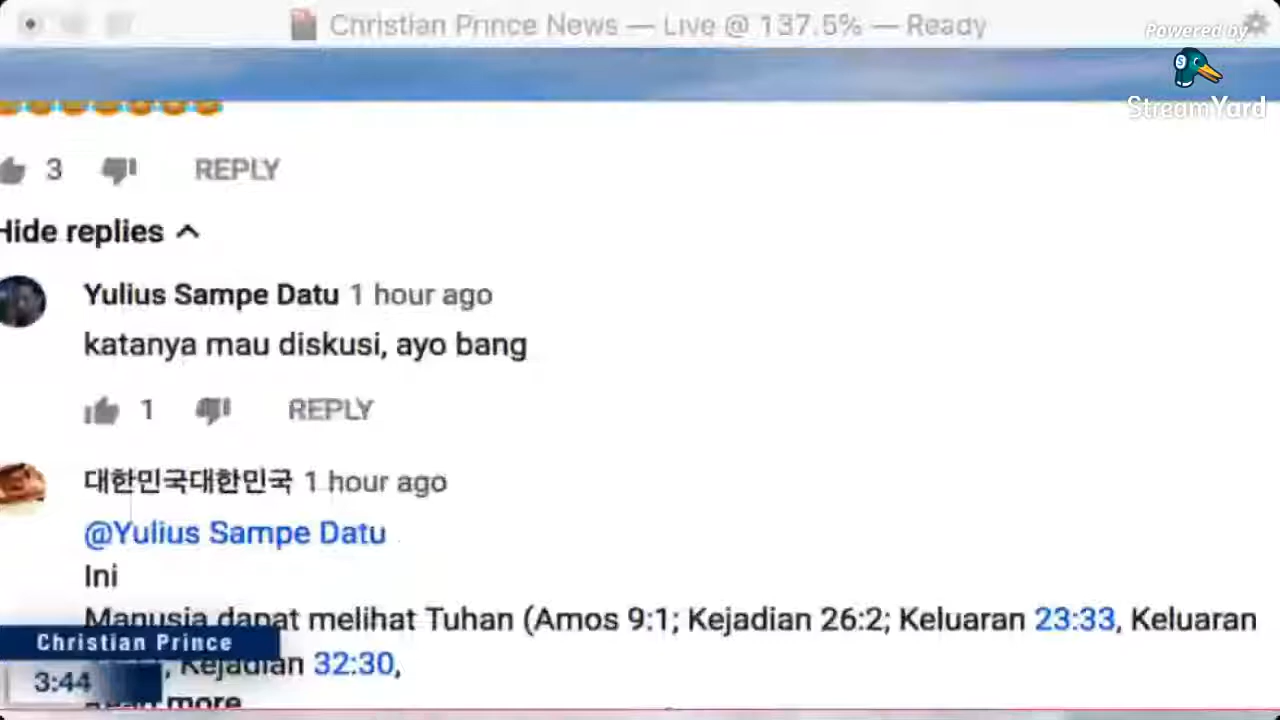 Christian Prince News — Live @ 137.5% — Ready
Powered by
StreamYard
3 REPLY
Hide replies
Yulius Sampe Datu 1 hour ago
katanya mau diskusi, ayo bang
1 REPLY
대한민국대한민국 1 hour ago
@Yulius Sampe Datu
Ini
Manusia dapat melihat Tuhan (Amos 9:1; Kejadian 26:2; Keluaran 23:33, Keluaran
, Kejadian 32:30,
Read more
Christian Prince
3:44